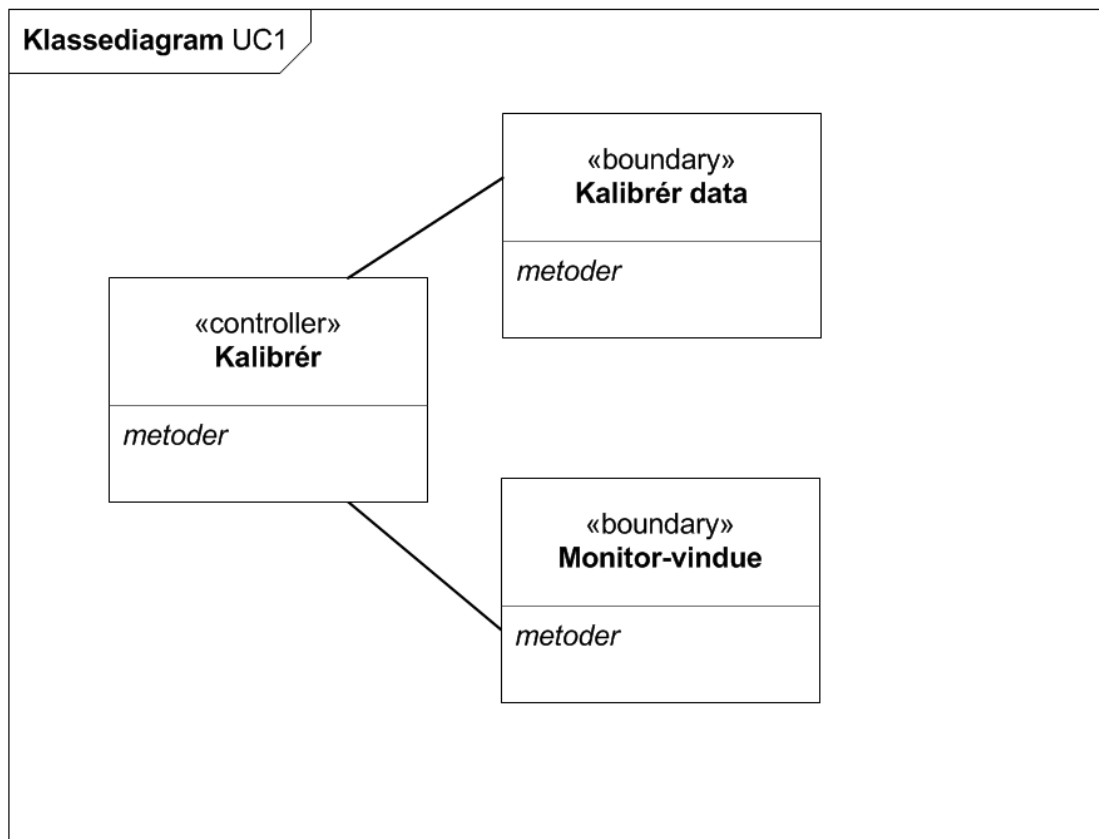 Klassediagram UC1
«boundary»
Kalibrér data
metoder
«controller»
Kalibrér
metoder
«boundary»
Monitor-vindue
metoder